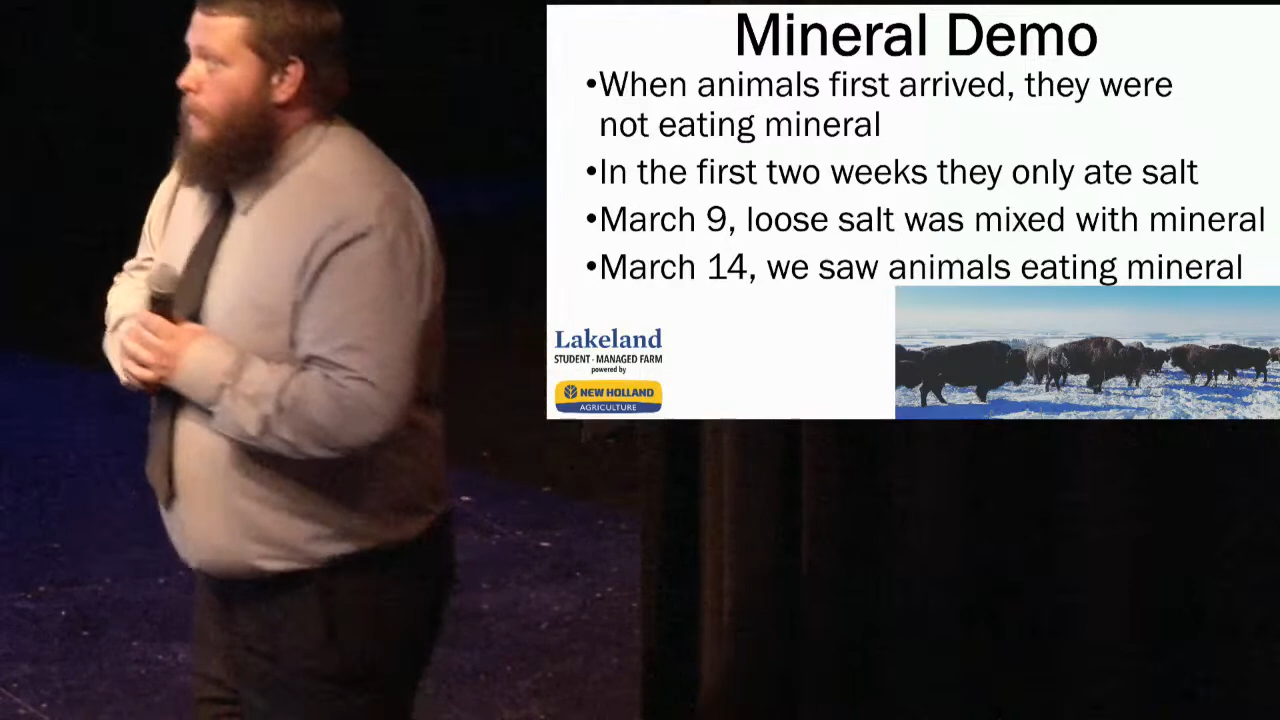 Mineral Demo
•When animals first arrived, they were
not eating mineral
•In the first two weeks they only ate salt
•March 9, loose salt was mixed with mineral
•March 14, we saw animals eating mineral
Lakeland
STUDENT - MANAGED FARM
powered by
NEW HOLLAND
AGRICULTURE